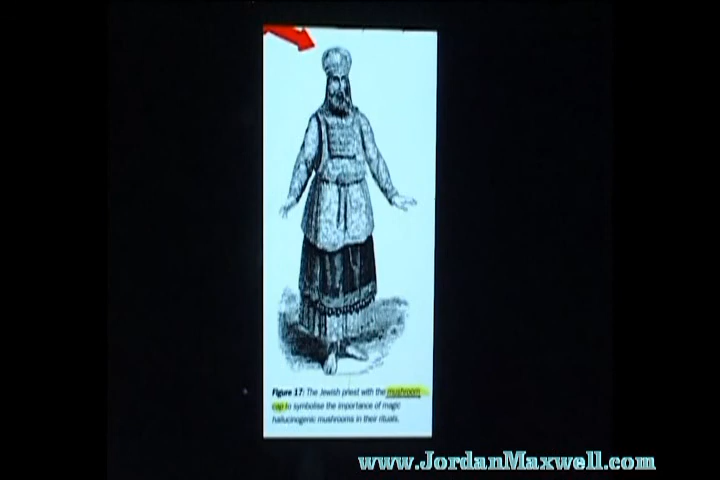 Figure 17: The Jewish priest with the mushroom
cap to symbolise the importance of magic
hallucinogenic mushrooms in their rituals.
www.JordanMaxwell.com